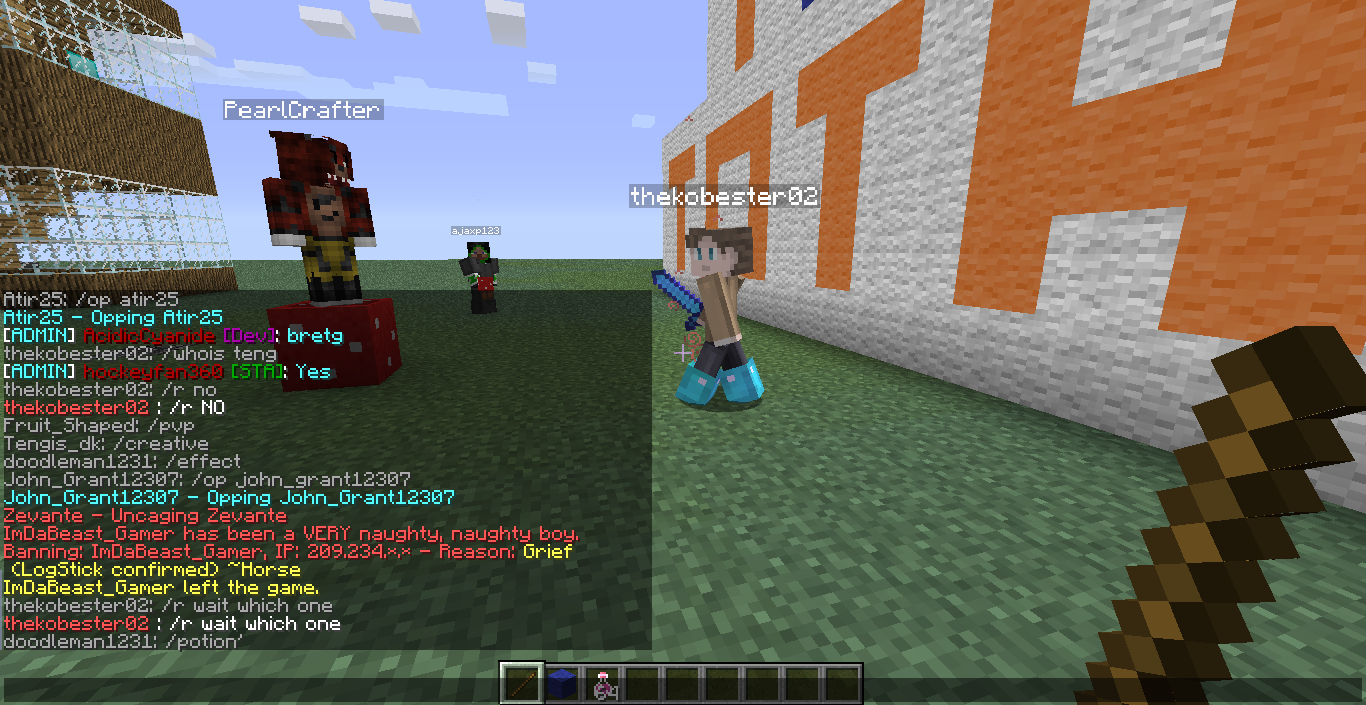 PearlCrafter
thekobester02
ajaxp123
Atir25: /op atir25
Atir25 - Opping Atir25
[ADMIN] AcidicCyanide [Dev]: bretg
thekobester02: /whois teng
[ADMIN] hockeyfan360 [STA]: Yes
thekobester02: /r no
thekobester02 : /r NO
Fruit_Shaped: /pvp
Tengis_dk: /creative
doodleman1231: /effect
John_Grant12307: /op john_grant12307
John_Grant12307 - Opping John_Grant12307
Zevante - Uncaging Zevante
ImDaBeast_Gamer has been a VERY naughty, naughty boy.
Banning: ImDaBeast_Gamer, IP: 209.234.*.* - Reason: Grief
(LogStick confirmed) ~Horse
ImDaBeast_Gamer left the game.
thekobester02: /r wait which one
thekobester02 : /r wait which one
doodleman1231: /potion'
64